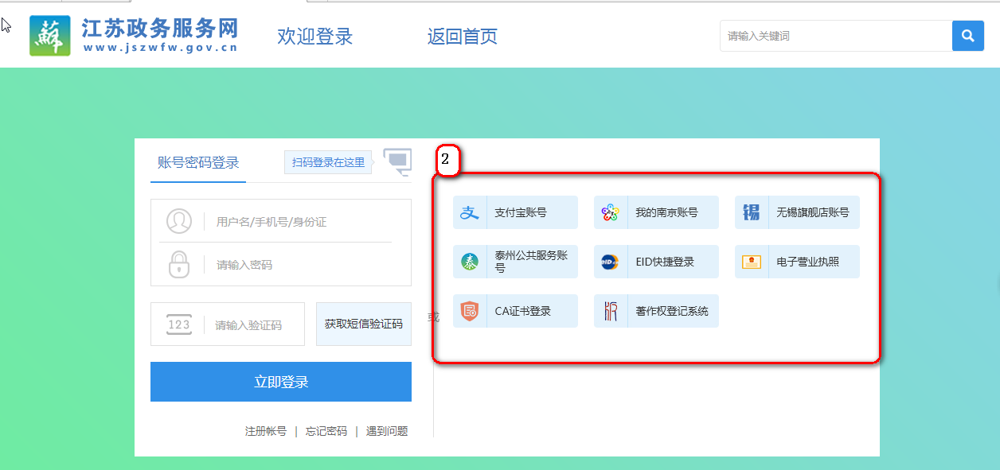 江苏政务服务网
www.jszwfw.gov.cn
欢迎登录
返回首页
请输入关键词
账号密码登录
扫码登录在这里
用户名/手机号/身份证
请输入密码
123
请输入验证码
获取短信验证码
立即登录
注册帐号 | 忘记密码 | 遇到问题
或
2
支付宝账号
我的南京账号
锡
无锡旗舰店账号
泰
泰州公共服务账
号
EID快捷登录
电子营业执照
CA证书登录
著作权登记系统